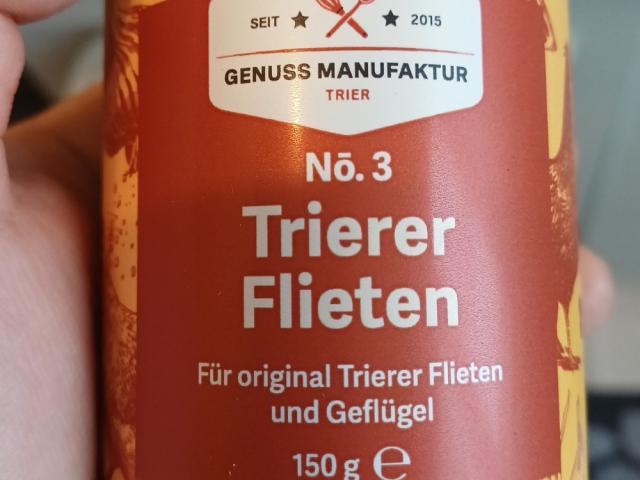 SEIT ★ ★ 2015
GENUSS MANUFAKTUR
TRIER
Nō. 3
Trierer
Flieten
Für original Trierer Flieten
und Geflügel
150 g ℮